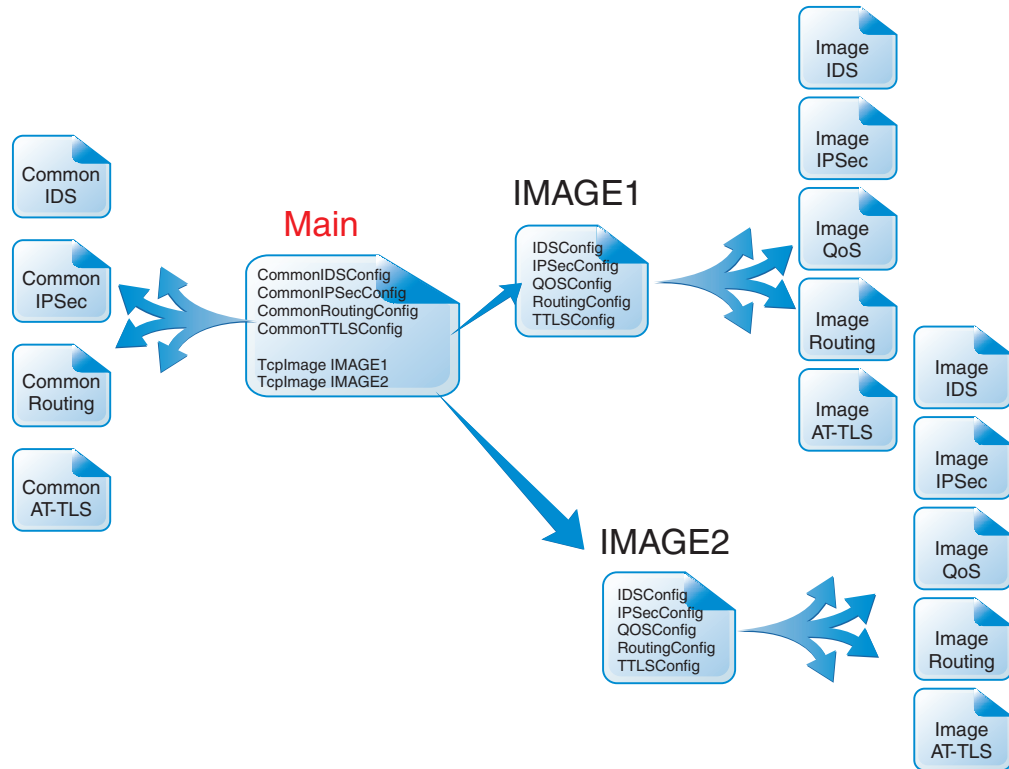 Common
IDS
Common
IPSec
Common
Routing
Common
AT-TLS
Main
CommonIDSConfig
CommonIPSecConfig
CommonRoutingConfig
CommonTTLSConfig
TcpImage IMAGE1
TcpImage IMAGE2
IMAGE1
IDSConfig
IPSecConfig
QOSConfig
RoutingConfig
TTLSConfig
Image
IDS
Image
IPSec
Image
QoS
Image
Routing
Image
AT-TLS
IMAGE2
IDSConfig
IPSecConfig
QOSConfig
RoutingConfig
TTLSConfig
Image
IDS
Image
IPSec
Image
QoS
Image
Routing
Image
AT-TLS